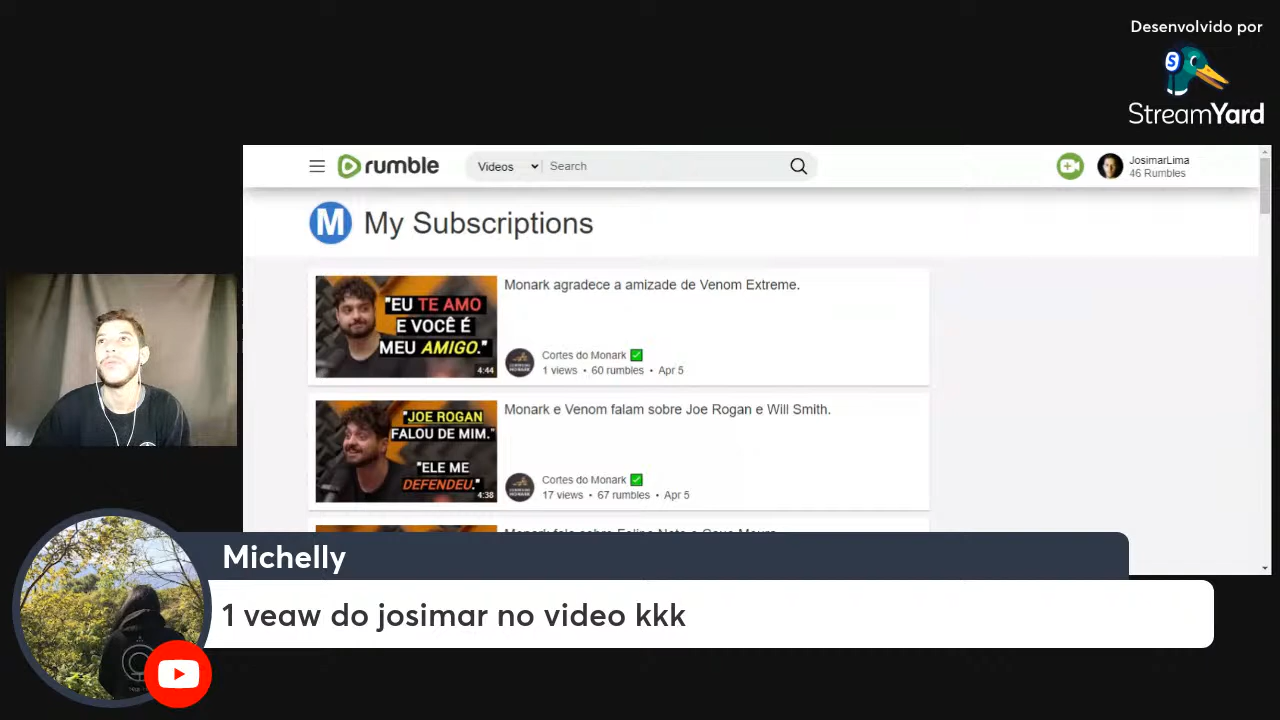 Desenvolvido por
StreamYard
rumble
Videos
Search
JosimarLima
46 Rumbles
M
My Subscriptions
"EU TE AMO
E VOCÊ É
MEU AMIGO."
4:44
Monark agradece a amizade de Venom Extreme.
Cortes do Monark
1 views • 60 rumbles • Apr 5
"JOE ROGAN
FALOU DE MIM."
"ELE ME
DEFENDEU."
4:38
Monark e Venom falam sobre Joe Rogan e Will Smith.
Cortes do Monark
17 views • 67 rumbles • Apr 5
Michelly
1 veaw do josimar no video kkk